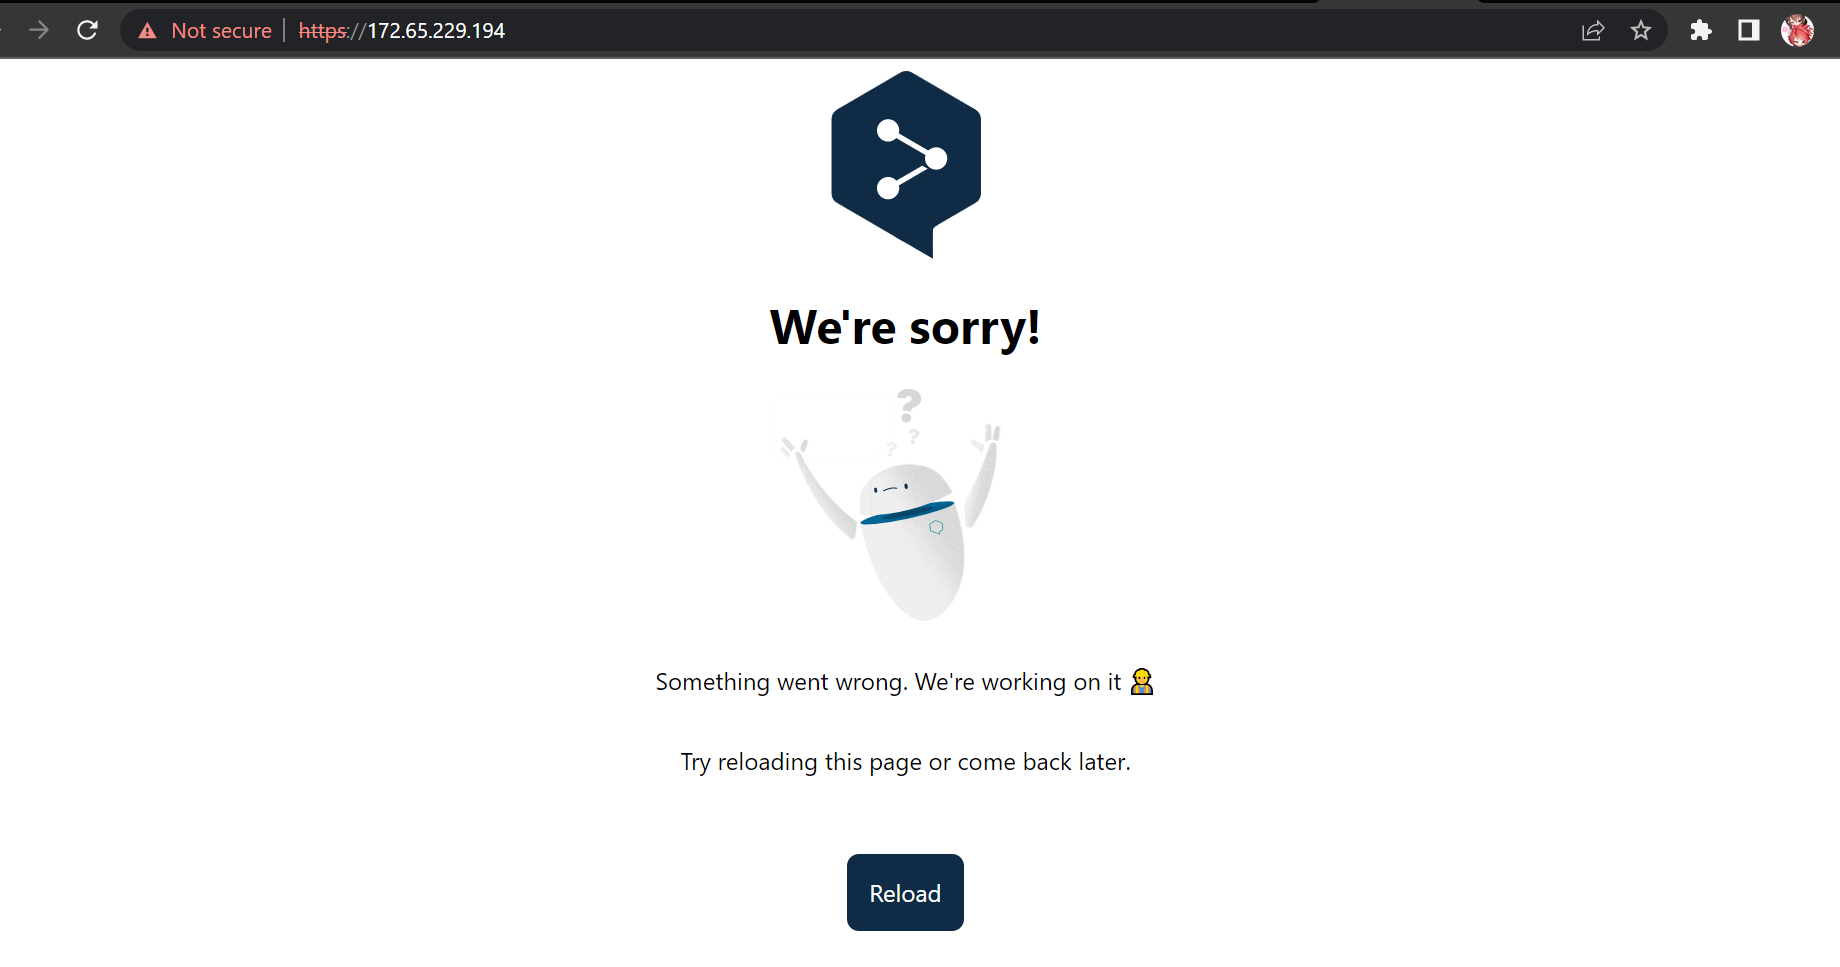 Not secure | https://172.65.229.194
We're sorry!
?
? ?
Something went wrong. We're working on it
Try reloading this page or come back later.
Reload